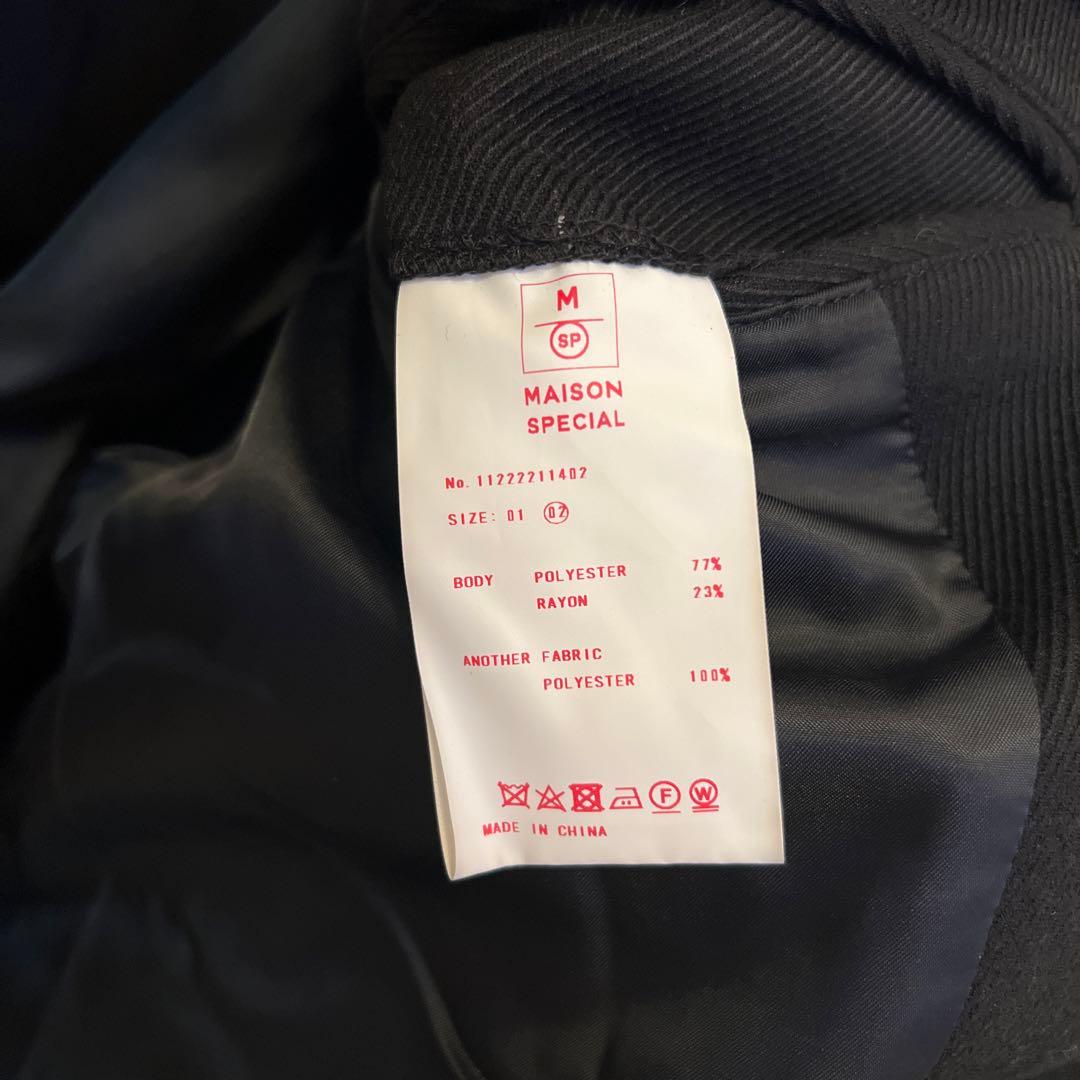 M
SP
MAISON
SPECIAL
No. 11222211402
SIZE: 01 02
BODY POLYESTER 77%
RAYON 23%
ANOTHER FABRIC
POLYESTER 100%
F W
MADE IN CHINA